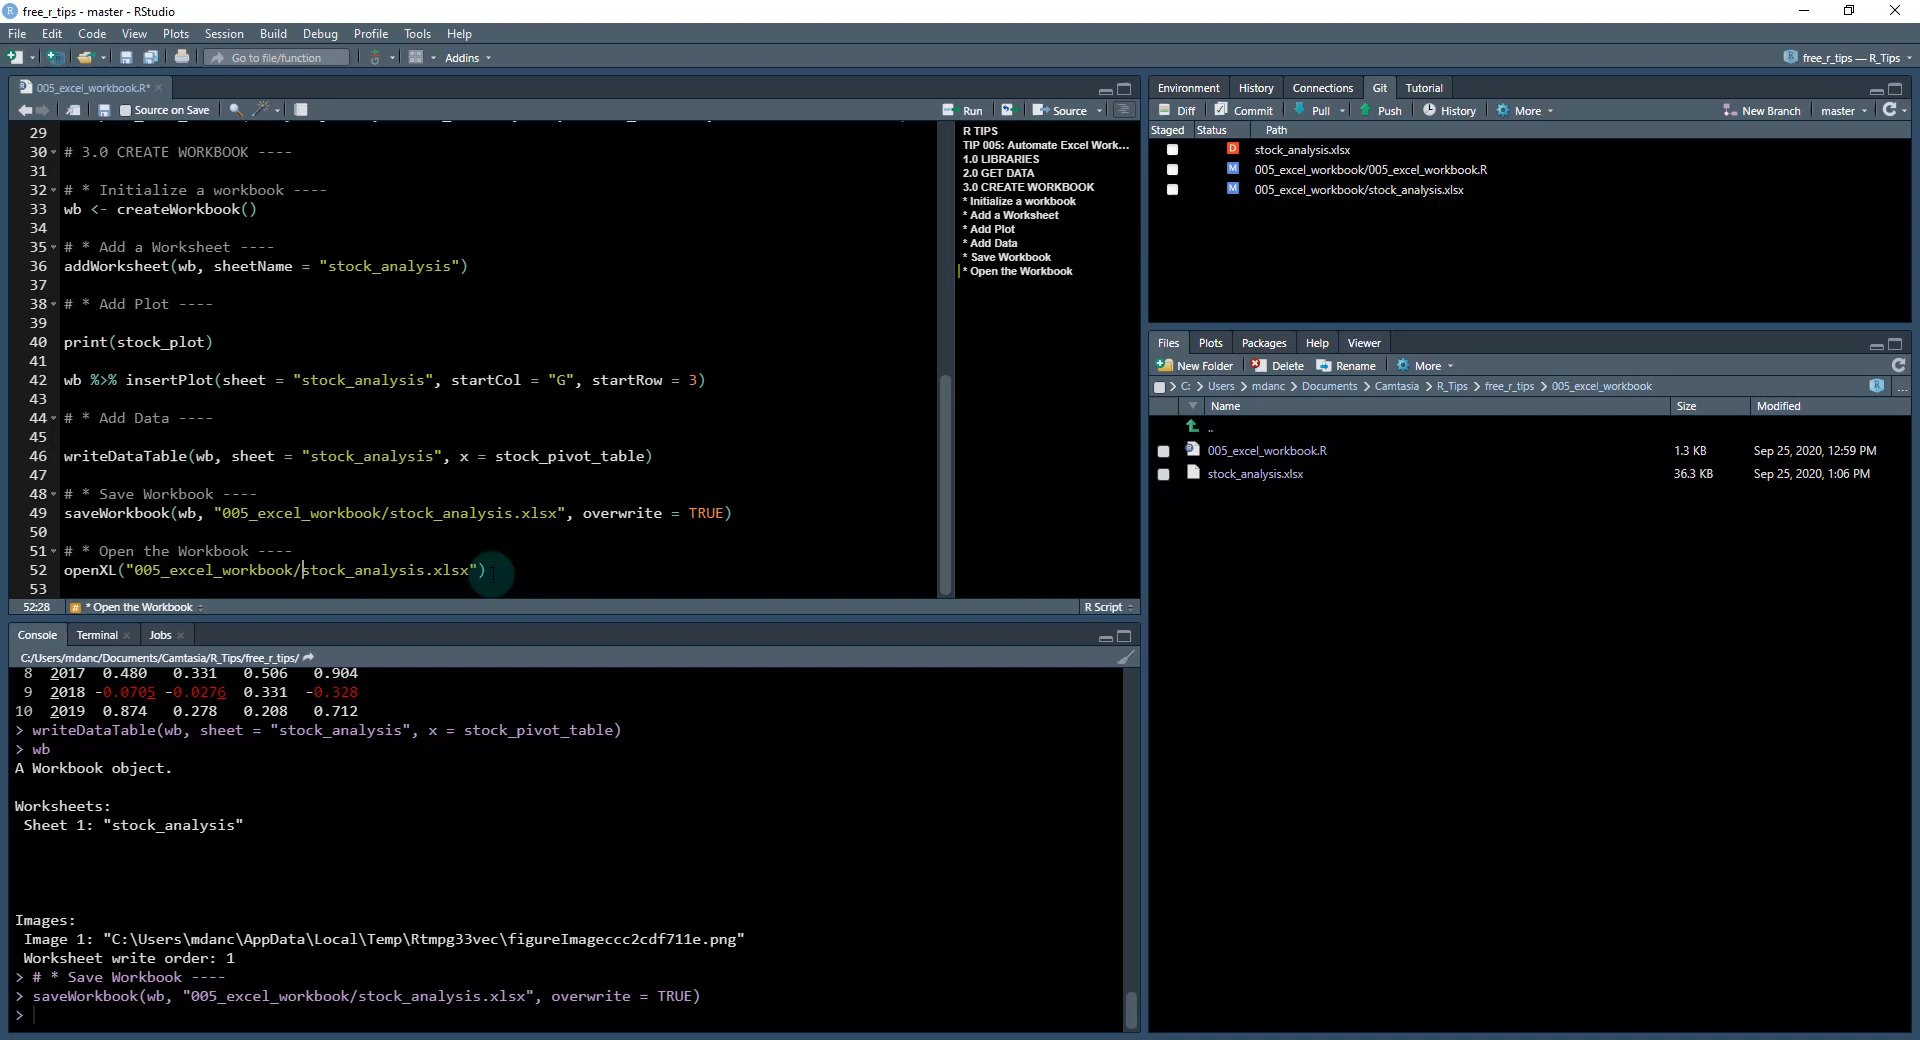 free_r_tips - master - RStudio
File Edit Code View Plots Session Build Debug Profile Tools Help
Go to file/function Addins free_r_tips — R_Tips
005_excel_workbook.R*
Source on Save Run Source
29
30 # 3.0 CREATE WORKBOOK ----
31
32 # * Initialize a workbook ----
33 wb <- createWorkbook()
34
35 # * Add a Worksheet ----
36 addWorksheet(wb, sheetName = "stock_analysis")
37
38 # * Add Plot ----
39
40 print(stock_plot)
41
42 wb %>% insertPlot(sheet = "stock_analysis", startCol = "G", startRow = 3)
43
44 # * Add Data ----
45
46 writeDataTable(wb, sheet = "stock_analysis", x = stock_pivot_table)
47
48 # * Save Workbook ----
49 saveWorkbook(wb, "005_excel_workbook/stock_analysis.xlsx", overwrite = TRUE)
50
51 # * Open the Workbook ----
52 openXL("005_excel_workbook/stock_analysis.xlsx")
53
52:28 # * Open the Workbook R Script
R TIPS
TIP 005: Automate Excel Work...
1.0 LIBRARIES
2.0 GET DATA
3.0 CREATE WORKBOOK
* Initialize a workbook
* Add a Worksheet
* Add Plot
* Add Data
* Save Workbook
* Open the Workbook
Console Terminal Jobs
C:/Users/mdanc/Documents/Camtasia/R_Tips/free_r_tips/
8 2017 0.480 0.331 0.506 0.904
9 2018 -0.0705 -0.0276 0.331 -0.328
10 2019 0.874 0.278 0.208 0.712
> writeDataTable(wb, sheet = "stock_analysis", x = stock_pivot_table)
> wb
A Workbook object.
Worksheets:
Sheet 1: "stock_analysis"
Images:
Image 1: "C:\Users\mdanc\AppData\Local\Temp\Rtmpg33vec\figureImageccc2cdf711e.png"
Worksheet write order: 1
> # * Save Workbook ----
> saveWorkbook(wb, "005_excel_workbook/stock_analysis.xlsx", overwrite = TRUE)
>
Environment History Connections Git Tutorial
Diff Commit Pull Push History More New Branch master
Staged Status Path
D stock_analysis.xlsx
M 005_excel_workbook/005_excel_workbook.R
M 005_excel_workbook/stock_analysis.xlsx
Files Plots Packages Help Viewer
New Folder Delete Rename More
C: > Users > mdanc > Documents > Camtasia > R_Tips > free_r_tips > 005_excel_workbook ...
Name Size Modified
..
005_excel_workbook.R 1.3 KB Sep 25, 2020, 12:59 PM
stock_analysis.xlsx 36.3 KB Sep 25, 2020, 1:06 PM